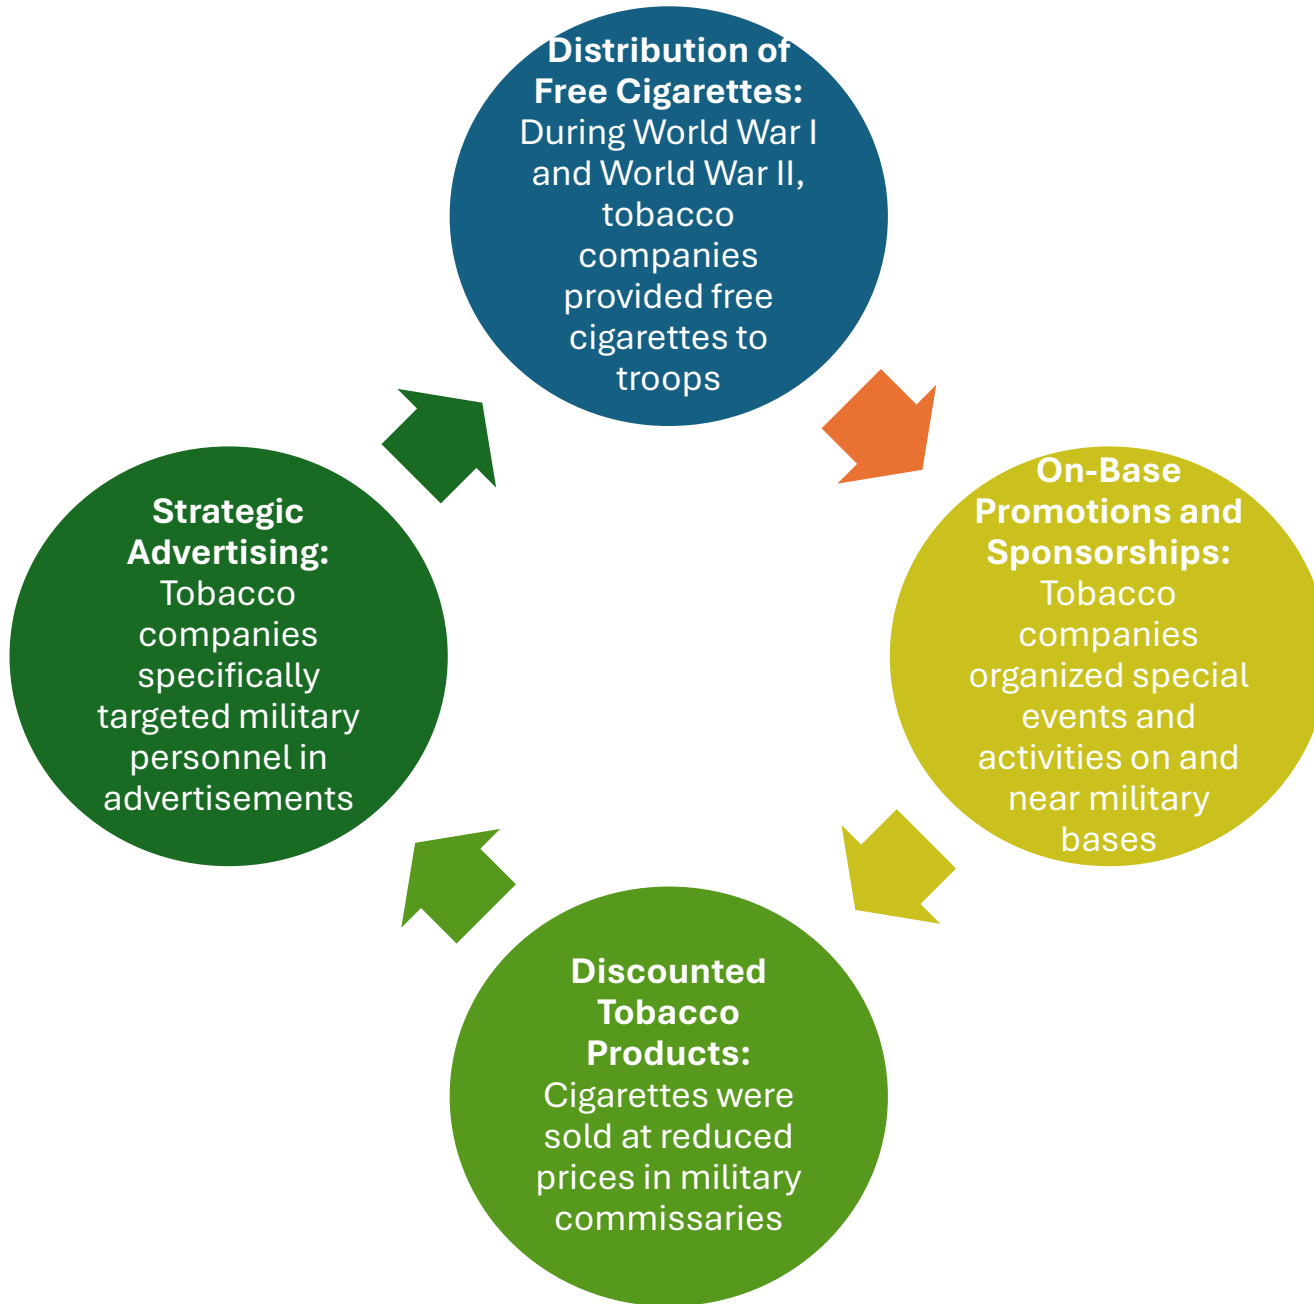 Distribution of
Free Cigarettes:
During World War I
and World War II,
tobacco
companies
provided free
cigarettes to
troops
On-Base
Promotions and
Sponsorships:
Tobacco
companies
organized special
events and
activities on and
near military
bases
Discounted
Tobacco
Products:
Cigarettes were
sold at reduced
prices in military
commissaries
Strategic
Advertising:
Tobacco
companies
specifically
targeted military
personnel in
advertisements